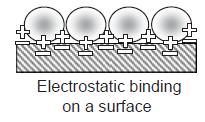 Electrostatic binding
on a surface